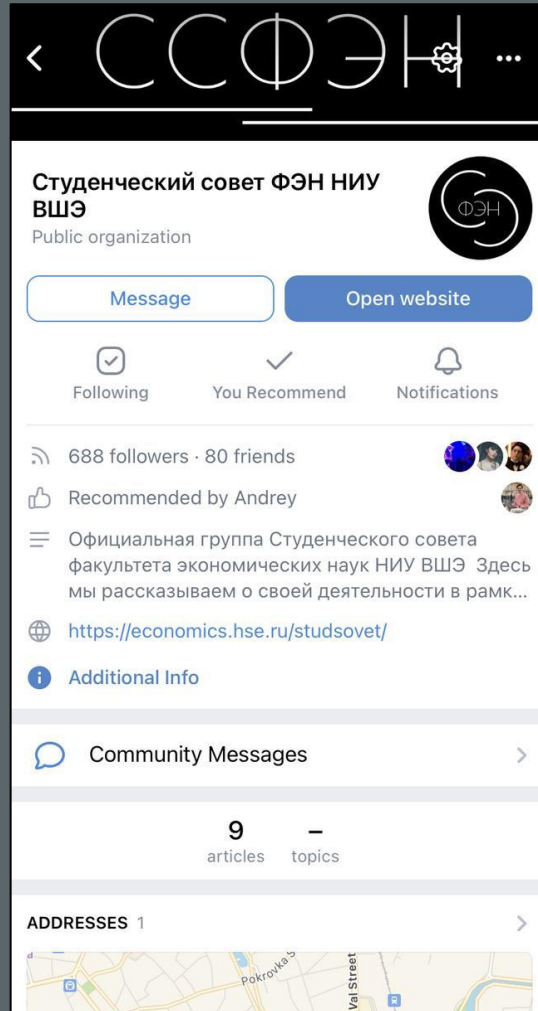 ССФЭН
Студенческий совет ФЭН НИУ
ВШЭ
Public organization
ФЭН
Message
Open website
Following
You Recommend
Notifications
688 followers · 80 friends
Recommended by Andrey
Официальная группа Студенческого совета
факультета экономических наук НИУ ВШЭ Здесь
мы рассказываем о своей деятельности в рамк...
https://economics.hse.ru/studsovet/
Additional Info
Community Messages
9 –
articles topics
ADDRESSES 1
Pokrovka S
Val Street